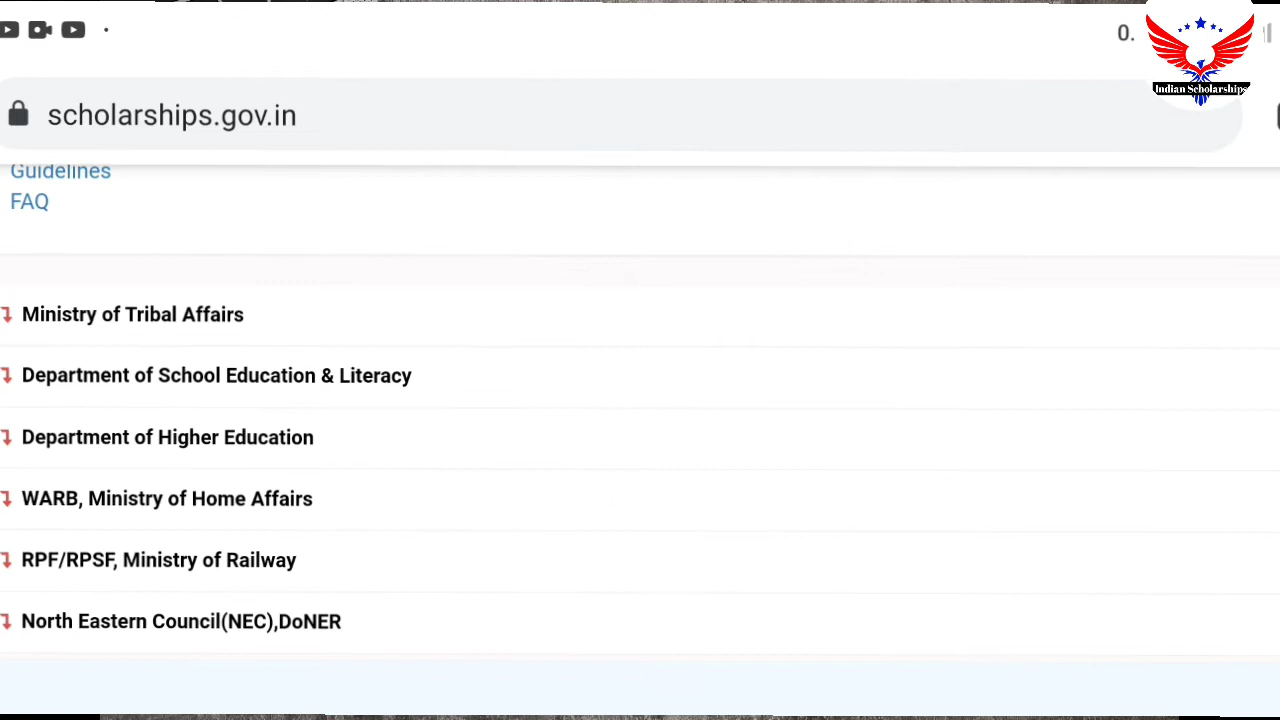 0.
Indian Scholarships
scholarships.gov.in
Guidelines
FAQ
Ministry of Tribal Affairs
Department of School Education & Literacy
Department of Higher Education
WARB, Ministry of Home Affairs
RPF/RPSF, Ministry of Railway
North Eastern Council(NEC),DoNER